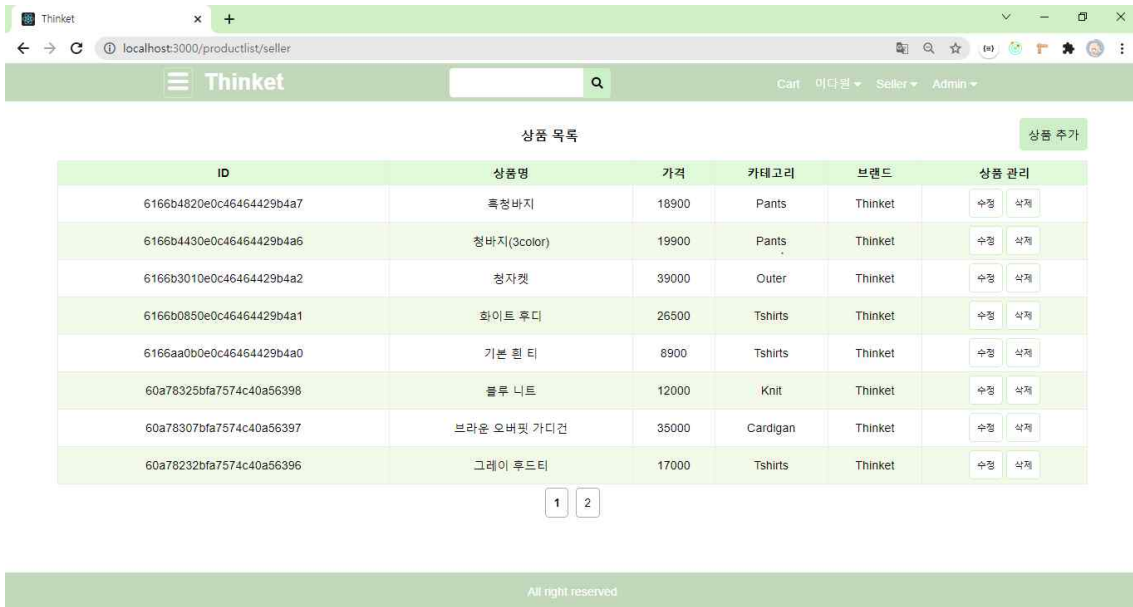 Thinket
localhost:3000/productlist/seller
Thinket
Cart 이다원 Seller Admin
상품 목록
상품 추가
ID 상품명 가격 카테고리 브랜드 상품 관리
6166b4820e0c46464429b4a7 흑청바지 18900 Pants Thinket 수정 삭제
6166b4430e0c46464429b4a6 청바지(3color) 19900 Pants Thinket 수정 삭제
6166b3010e0c46464429b4a2 청자켓 39000 Outer Thinket 수정 삭제
6166b0850e0c46464429b4a1 화이트 후디 26500 Tshirts Thinket 수정 삭제
6166aa0b0e0c46464429b4a0 기본 흰 티 8900 Tshirts Thinket 수정 삭제
60a78325bfa7574c40a56398 블루 니트 12000 Knit Thinket 수정 삭제
60a78307bfa7574c40a56397 브라운 오버핏 가디건 35000 Cardigan Thinket 수정 삭제
60a78232bfa7574c40a56396 그레이 후드티 17000 Tshirts Thinket 수정 삭제
1 2
All right reserved